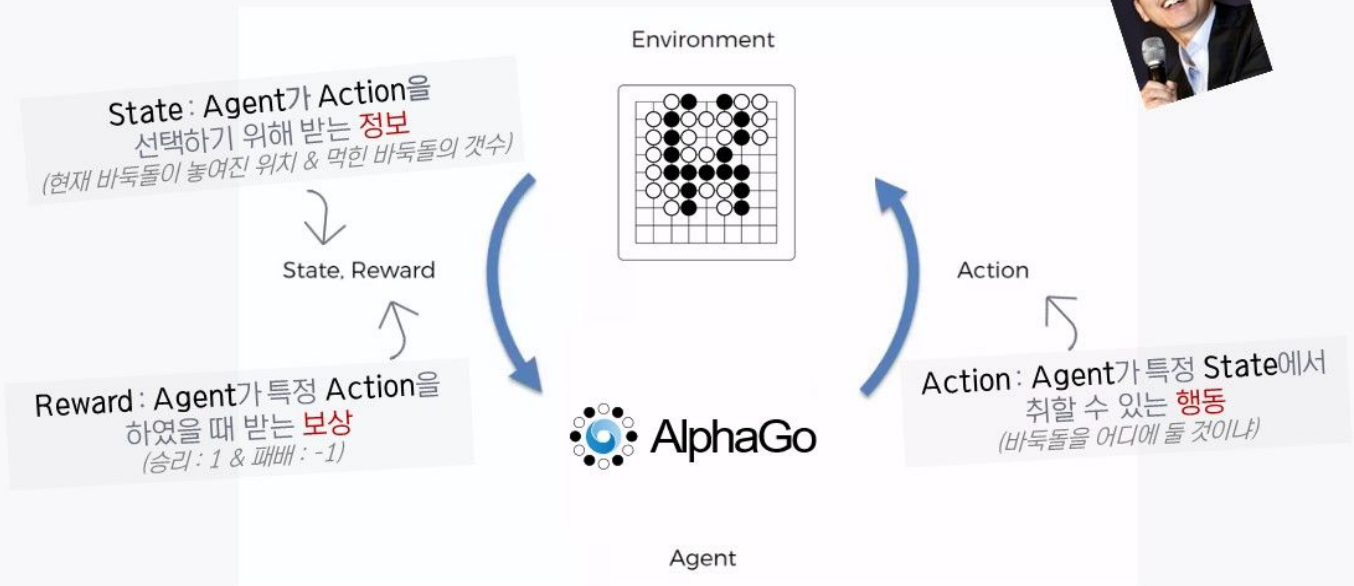 Environment
State : Agent가 Action을
선택하기 위해 받는 정보
(현재 바둑돌이 놓여진 위치 & 먹힌 바둑돌의 갯수)
State, Reward
Action
Reward : Agent가 특정 Action을
하였을 때 받는 보상
(승리 : 1 & 패배 : -1)
Action : Agent가 특정 State에서
취할 수 있는 행동
(바둑돌을 어디에 둘 것이냐)
AlphaGo
Agent